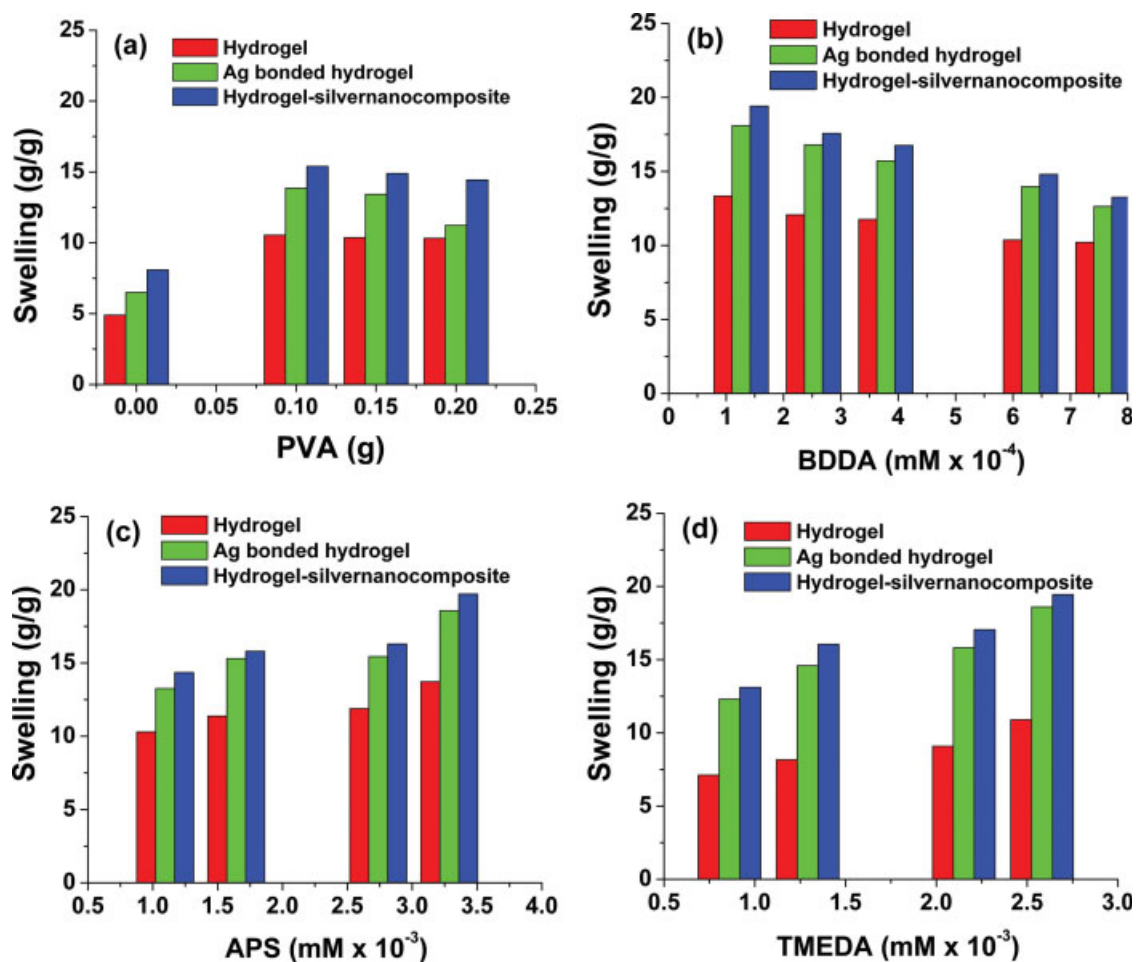 (a)
Hydrogel
Ag bonded hydrogel
Hydrogel-silvernanocomposite
25
20
15
10
5
0
Swelling (g/g)
0.00 0.05 0.10 0.15 0.20 0.25
PVA (g)
(b)
Hydrogel
Ag bonded hydrogel
Hydrogel-silvernanocomposite
25
20
15
10
5
0
Swelling (g/g)
0 1 2 3 4 5 6 7 8
BDDA (mM x 10⁻⁴)
(c)
Hydrogel
Ag bonded hydrogel
Hydrogel-silvernanocomposite
25
20
15
10
5
0
Swelling (g/g)
0.5 1.0 1.5 2.0 2.5 3.0 3.5 4.0
APS (mM x 10⁻³)
(d)
Hydrogel
Ag bonded hydrogel
Hydrogel-silvernanocomposite
25
20
15
10
5
0
Swelling (g/g)
0.5 1.0 1.5 2.0 2.5 3.0
TMEDA (mM x 10⁻³)